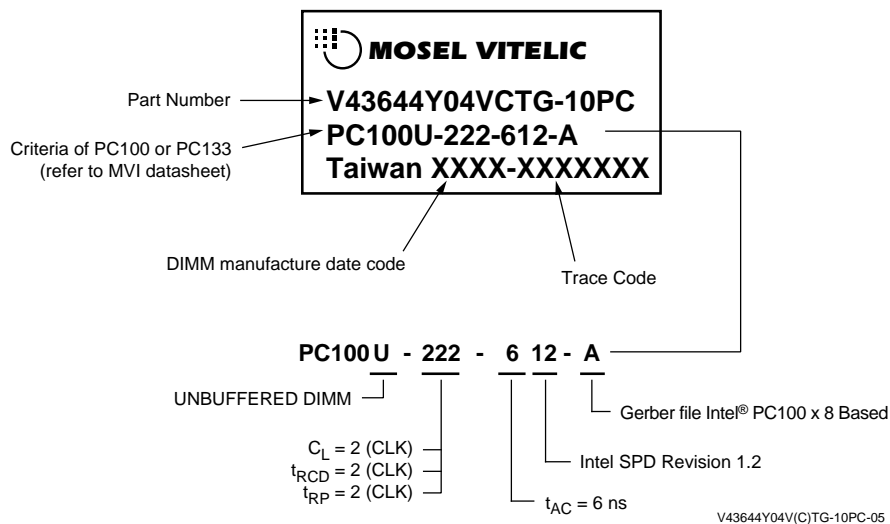 MOSEL VITELIC
Part Number
V43644Y04VCTG-10PC
Criteria of PC100 or PC133
(refer to MVI datasheet)
PC100U-222-612-A
Taiwan XXXX-XXXXXXX
DIMM manufacture date code
Trace Code
PC100 U - 222 - 6 12 - A
UNBUFFERED DIMM
Gerber file Intel® PC100 x 8 Based
CL = 2 (CLK)
tRCD = 2 (CLK)
tRP = 2 (CLK)
Intel SPD Revision 1.2
tAC = 6 ns
V43644Y04V(C)TG-10PC-05